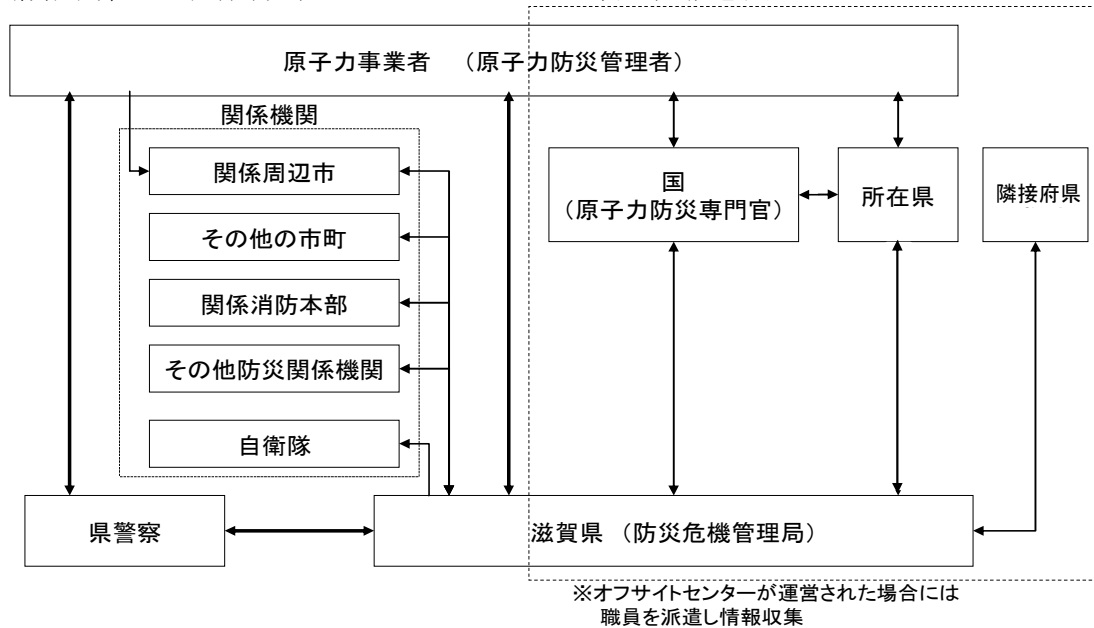 原子力事業者 （原子力防災管理者）
関係機関
関係周辺市
その他の市町
関係消防本部
その他防災関係機関
自衛隊
国
（原子力防災専門官）
所在県
隣接府県
県警察
滋賀県 （防災危機管理局）
※オフサイトセンターが運営された場合には
職員を派遣し情報収集